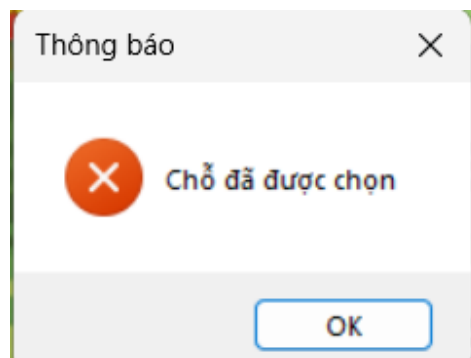 Thông báo
Chỗ đã được chọn
OK